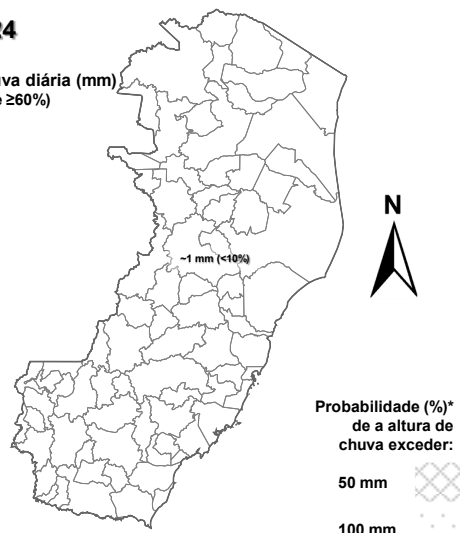 24
uva diária (mm)
e ≥60%)
N
~1 mm (<10%)
Probabilidade (%)*
de a altura de
chuva exceder:
50 mm
100 mm